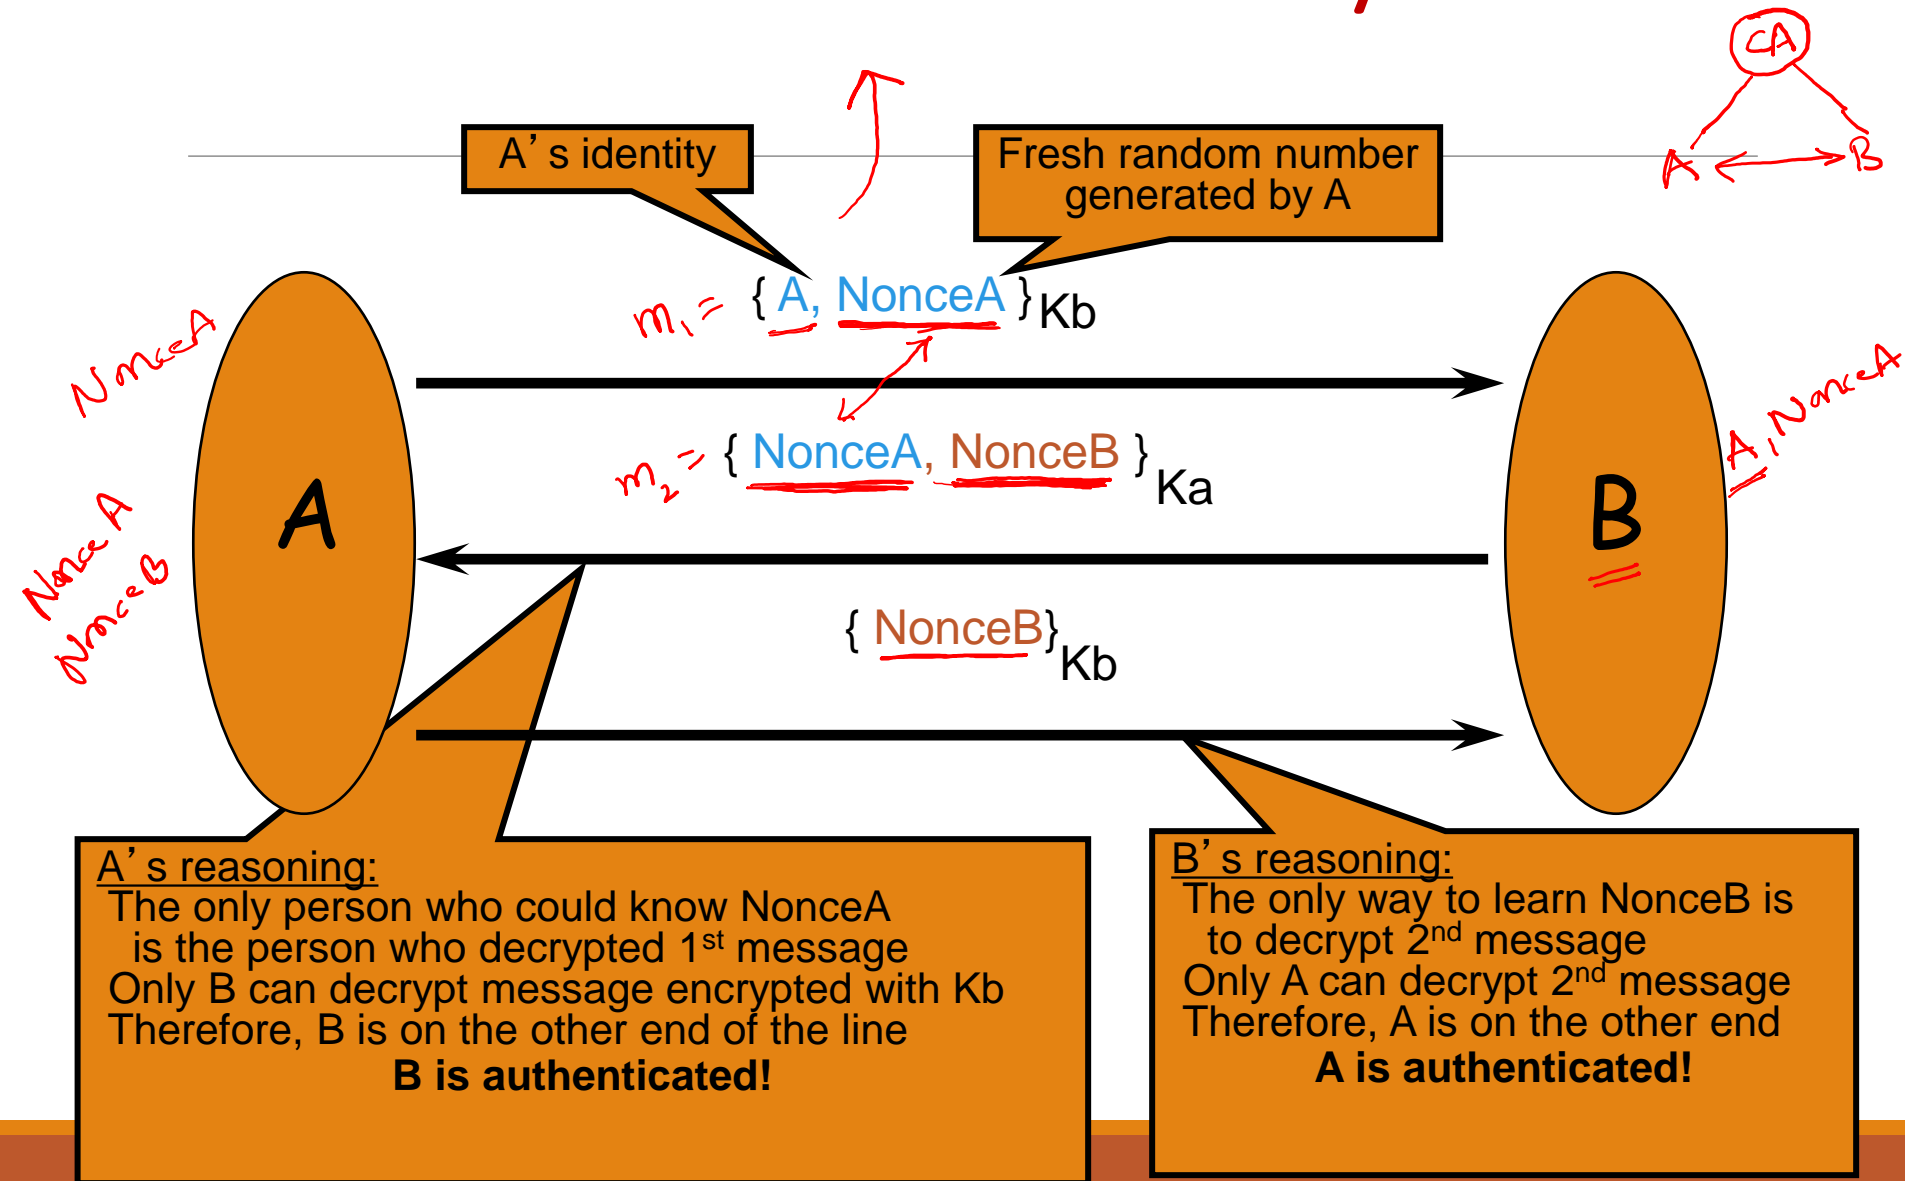 CA
A B
A's identity
Fresh random number
generated by A
m1 = { A, NonceA }Kb
NonceA
A, NonceA
m2 = { NonceA, NonceB }Ka
A
B
NonceA
NonceB
{ NonceB}Kb
A's reasoning:
The only person who could know NonceA
is the person who decrypted 1st message
Only B can decrypt message encrypted with Kb
Therefore, B is on the other end of the line
B is authenticated!
B's reasoning:
The only way to learn NonceB is
to decrypt 2nd message
Only A can decrypt 2nd message
Therefore, A is on the other end
A is authenticated!